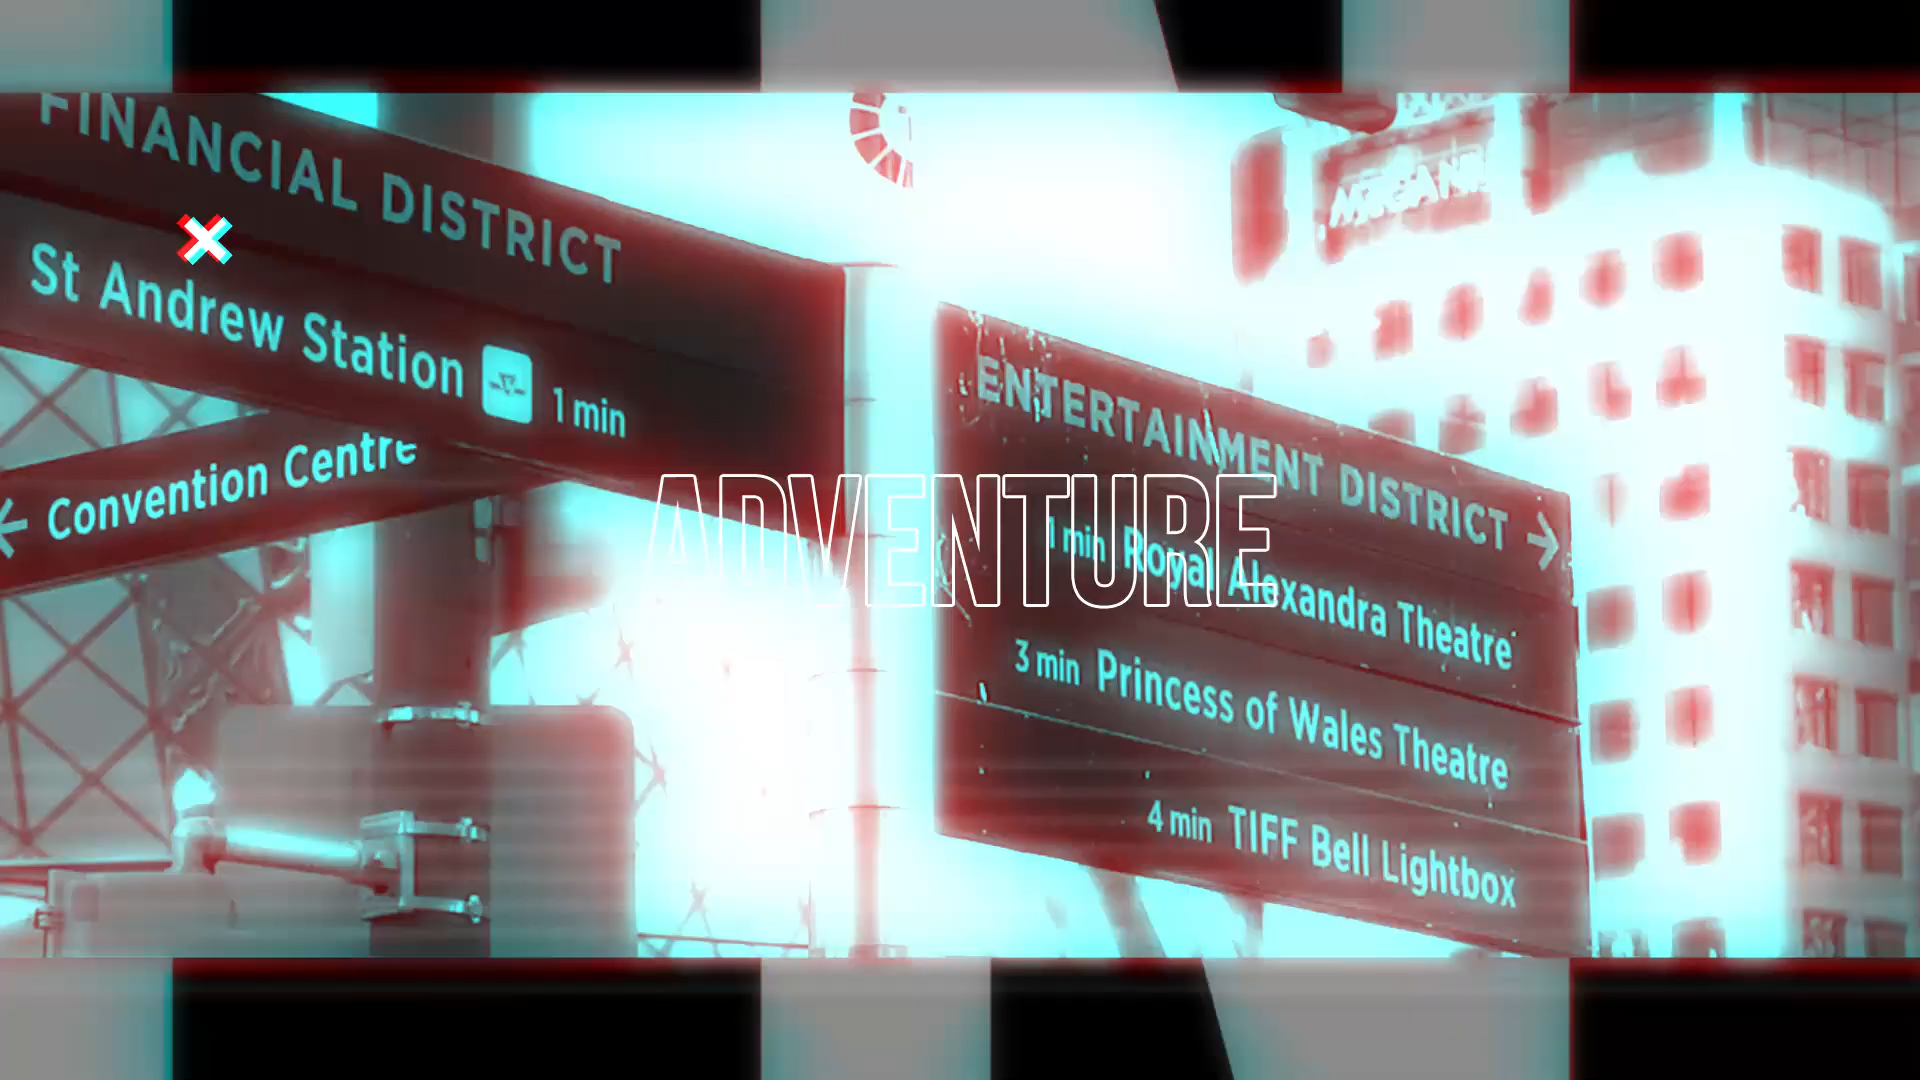 FINANCIAL DISTRICT
St Andrew Station 1 min
Convention Centre
ADVENTURE
ENTERTAINMENT DISTRICT
1 min Royal Alexandra Theatre
3 min Princess of Wales Theatre
4 min TIFF Bell Lightbox